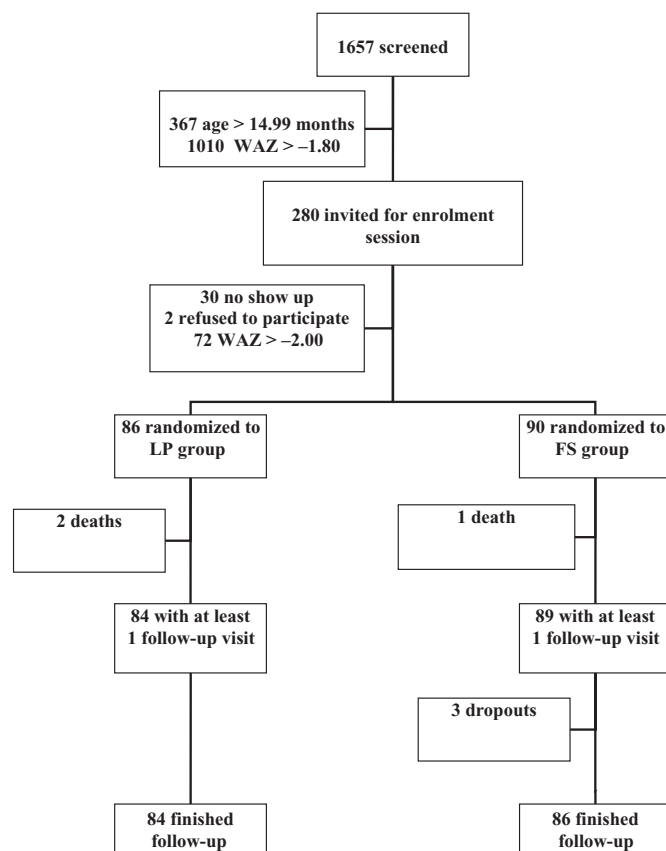 1657 screened
367 age > 14.99 months
1010 WAZ > –1.80
280 invited for enrolment
session
30 no show up
2 refused to participate
72 WAZ > –2.00
86 randomized to
LP group
90 randomized to
FS group
2 deaths
1 death
84 with at least
1 follow-up visit
89 with at least
1 follow-up visit
3 dropouts
84 finished
follow-up
86 finished
follow-up